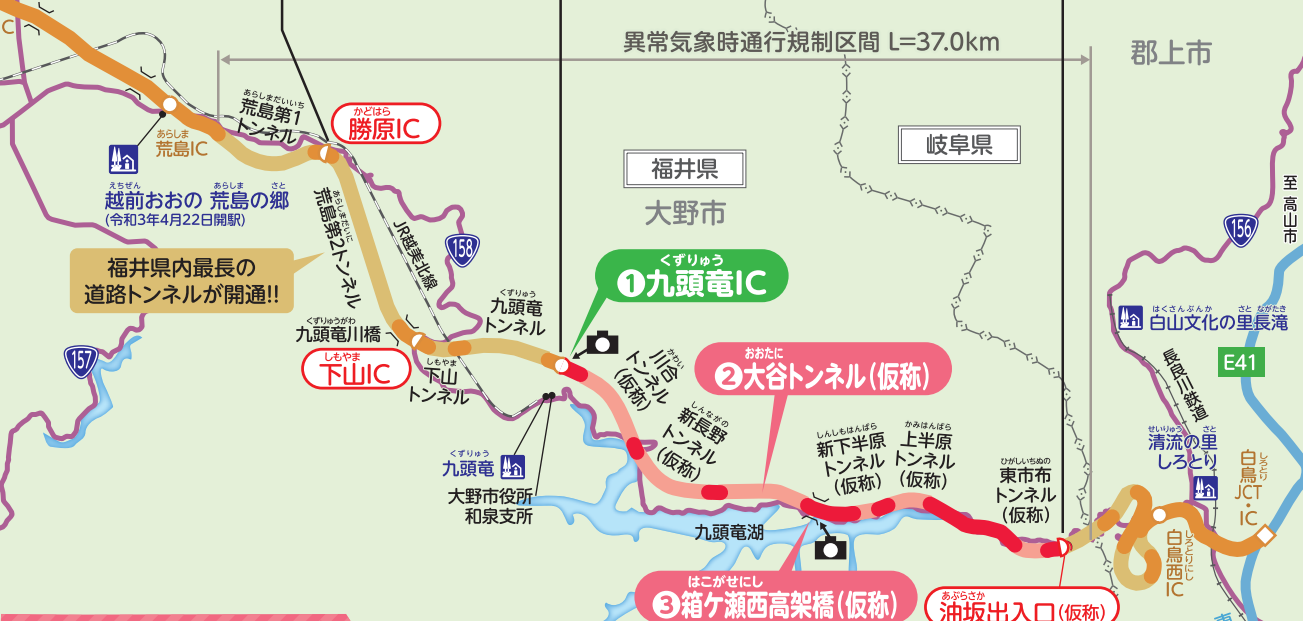 異常気象時通行規制区間 L=37.0km
郡上市
IC
あらしまだいいち
荒島第1
トンネル
かどはら
勝原IC
あらしま
荒島IC
福井県
大野市
岐阜県
えちぜん あらしま さと
越前おおの 荒島の郷
(令和3年4月22日開駅)
あらしまだいに
荒島第2トンネル
JR越美北線
158
156
至 高山市
福井県内最長の
道路トンネルが開通!!
くずりゅう
①九頭竜IC
くずりゅう
九頭竜
トンネル
くずりゅうがわ
九頭竜川橋
しもやま
下山IC
しもやま
下山
トンネル
157
かわい
川合
トンネル
(仮称)
おおたに
②大谷トンネル(仮称)
はくさんぶんか さと ながたき
白山文化の里長滝
E41
長良川鉄道
しんながの
新長野
トンネル
(仮称)
しんしもはんばら
新下半原
トンネル
(仮称)
かみはんばら
上半原
トンネル
(仮称)
ひがしいちぬの
東市布
トンネル
(仮称)
せいりゅう さと
清流の里
しろとり
しろとり
白鳥
JCT
・
IC
くずりゅう
九頭竜
大野市役所
和泉支所
九頭竜湖
しろとりにし
白鳥西
IC
はこがせにし
③箱ケ瀬西高架橋(仮称)
あぶらさか
油坂出入口(仮称)